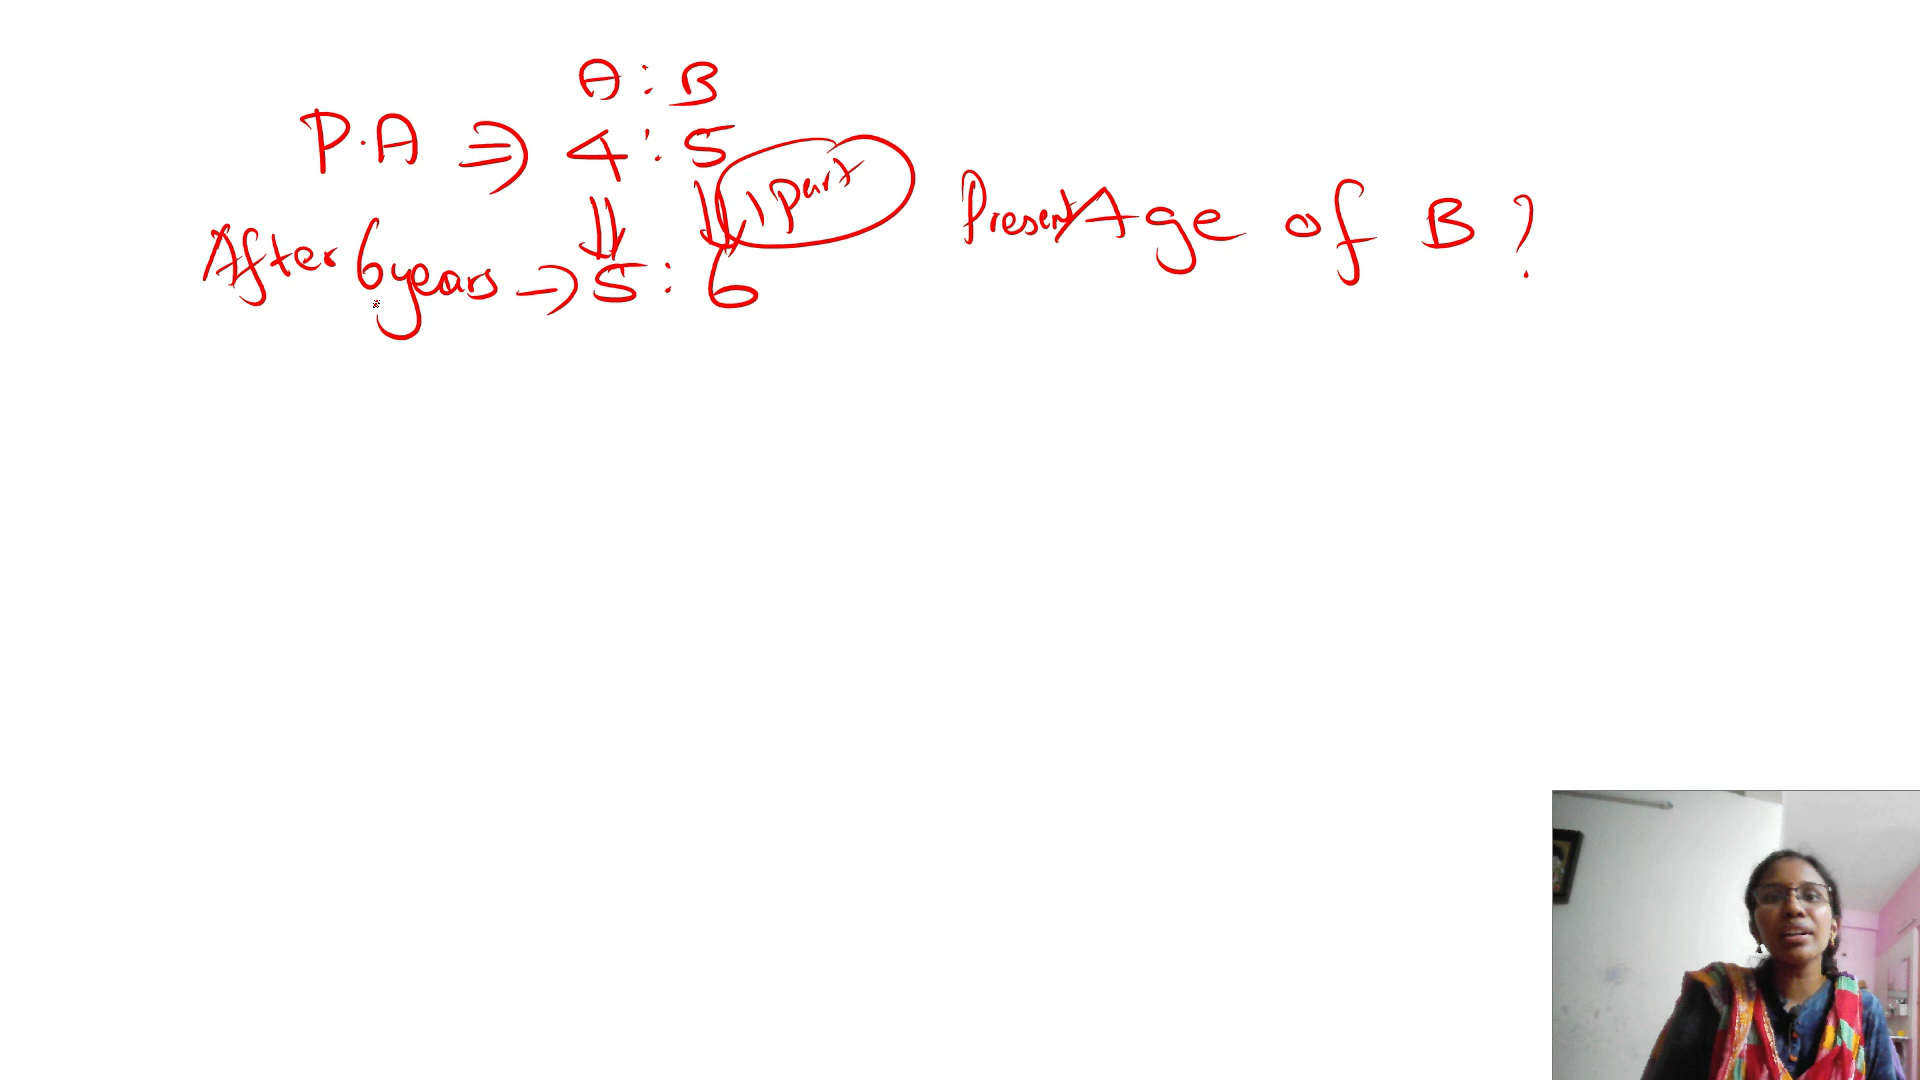 A : B
P.A ⇒ 4 : 5
1 part
After 6 years → 5 : 6
Present Age of B ?